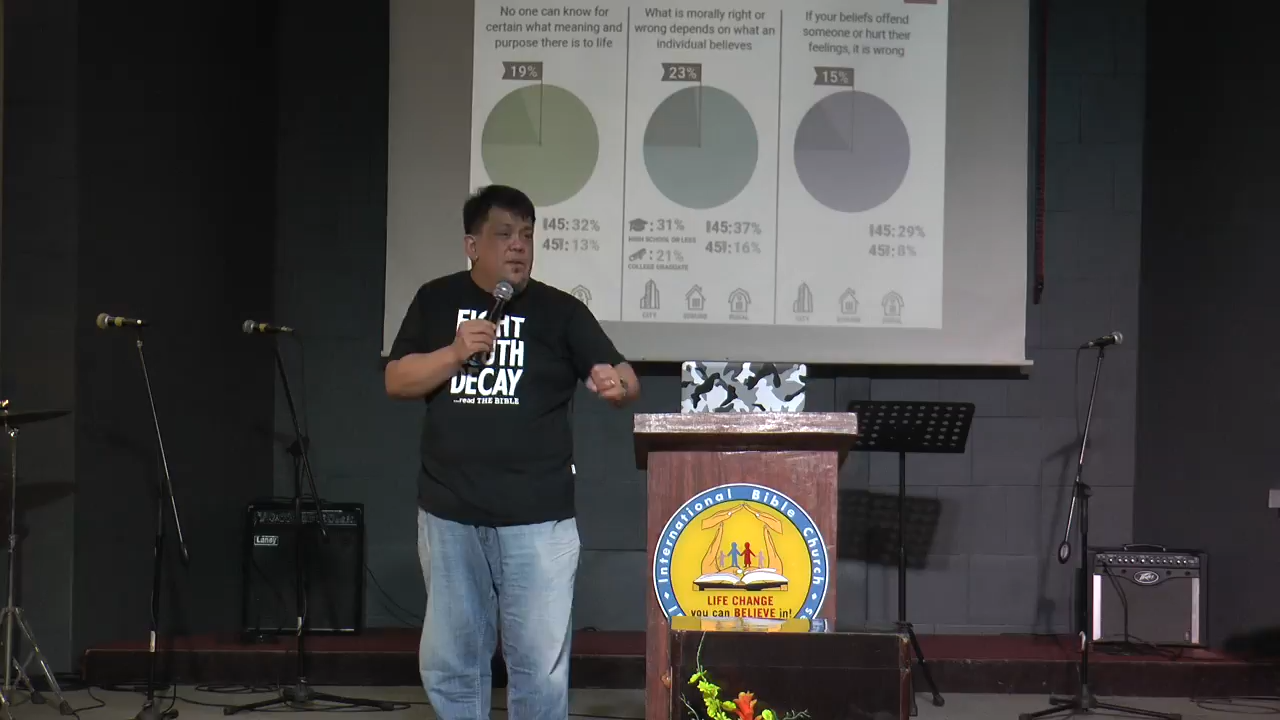 No one can know for
certain what meaning and
purpose there is to life
19%
45: 32%
45: 13%
What is morally right or
wrong depends on what an
individual believes
23%
: 31%
HIGH SCHOOL OR LESS
: 21%
COLLEGE GRADUATE
45: 37%
45: 16%
CITY
RURAL
If your beliefs offend
someone or hurt their
feelings, it is wrong
15%
45: 29%
45: 8%
CITY
DECAY
...read THE BIBLE
International Bible Church
LIFE CHANGE
you can BELIEVE in!
Laney
PEAVEY